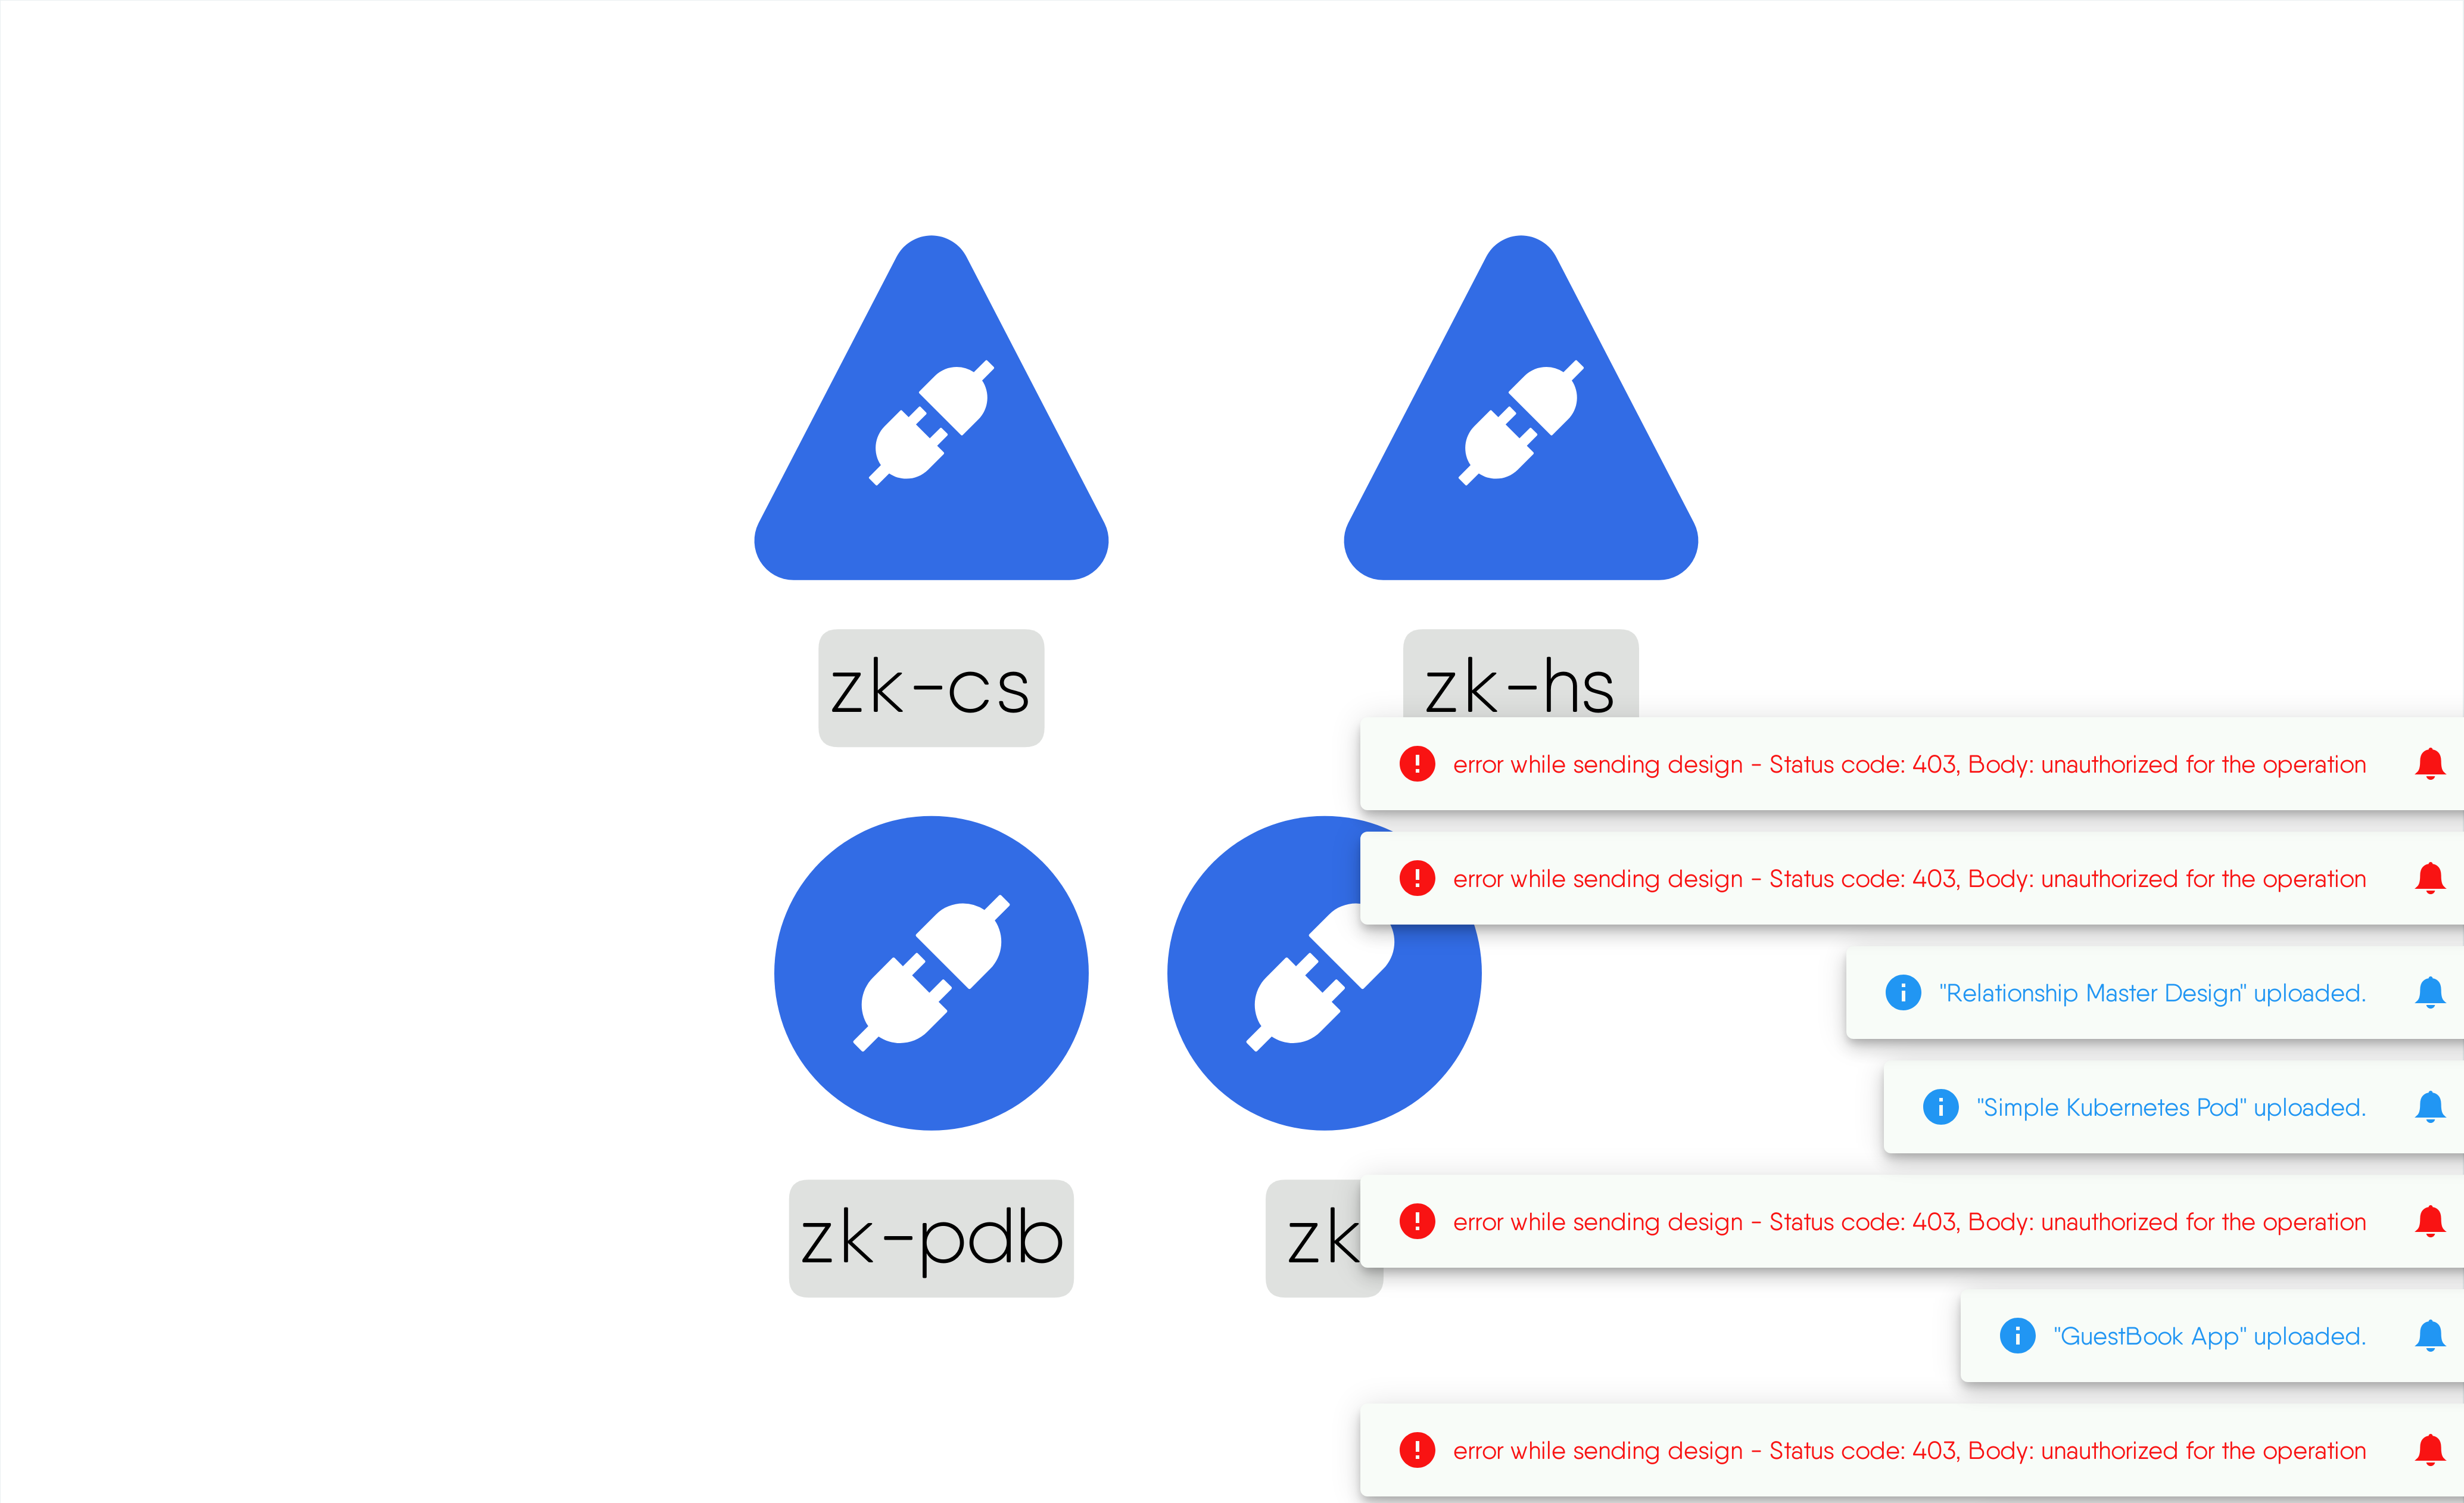 zk-cs
zk-hs
error while sending design - Status code: 403, Body: unauthorized for the operation
error while sending design - Status code: 403, Body: unauthorized for the operation
"Relationship Master Design" uploaded.
"Simple Kubernetes Pod" uploaded.
zk-pdb
zk
error while sending design - Status code: 403, Body: unauthorized for the operation
"GuestBook App" uploaded.
error while sending design - Status code: 403, Body: unauthorized for the operation